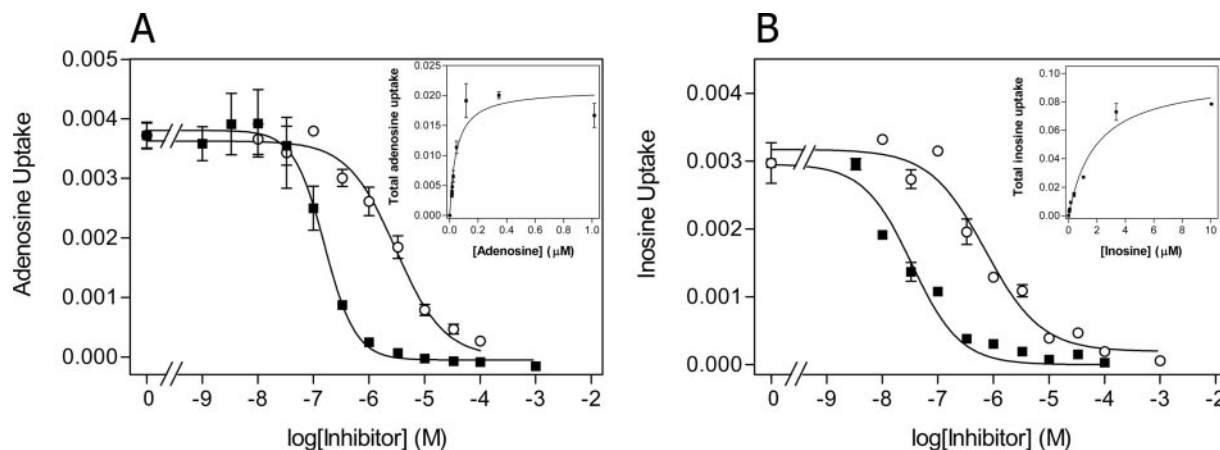 A
Adenosine Uptake
0.005
0.004
0.003
0.002
0.001
0.000
0 -9 -8 -7 -6 -5 -4 -3 -2
log[Inhibitor] (M)
Total adenosine uptake
0.025
0.020
0.015
0.010
0.005
0.000
0.0 0.2 0.4 0.6 0.8 1.0
[Adenosine] (μM)
B
Inosine Uptake
0.004
0.003
0.002
0.001
0.000
0 -9 -8 -7 -6 -5 -4 -3 -2
log[Inhibitor] (M)
Total inosine uptake
0.10
0.08
0.06
0.04
0.02
0.00
0 2 4 6 8 10
[Inosine] (μM)